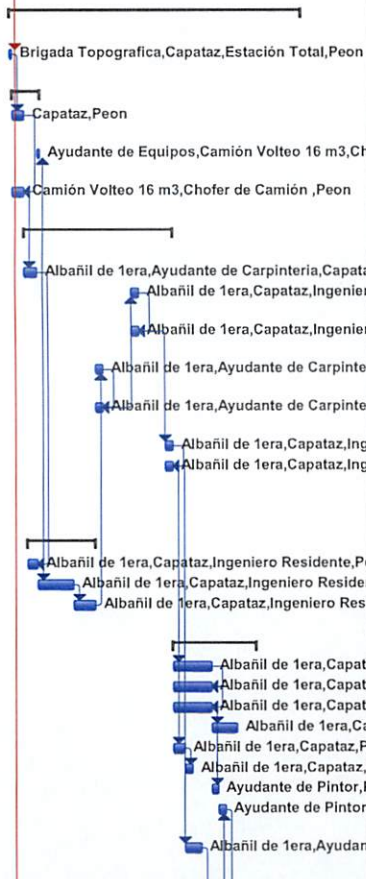 Brigada Topografica,Capataz,Estación Total,Peon
Capataz,Peon
Ayudante de Equipos,Camión Volteo 16 m3,Ch
Camión Volteo 16 m3,Chofer de Camión ,Peon
Albañil de 1era,Ayudante de Carpinteria,Capata
Albañil de 1era,Capataz,Ingenier
Albañil de 1era,Capataz,Ingenier
Albañil de 1era,Ayudante de Carpinte
Albañil de 1era,Ayudante de Carpinte
Albañil de 1era,Capataz,Ing
Albañil de 1era,Capataz,Ing
Albañil de 1era,Capataz,Ingeniero Residente,Pe
Albañil de 1era,Capataz,Ingeniero Reside
Albañil de 1era,Capataz,Ingeniero Res
Albañil de 1era,Capat
Albañil de 1era,Capat
Albañil de 1era,Capat
Albañil de 1era,Ca
Albañil de 1era,Capataz,P
Albañil de 1era,Capataz,
Ayudante de Pintor,
Ayudante de Pintor
Albañil de 1era,Ayudan